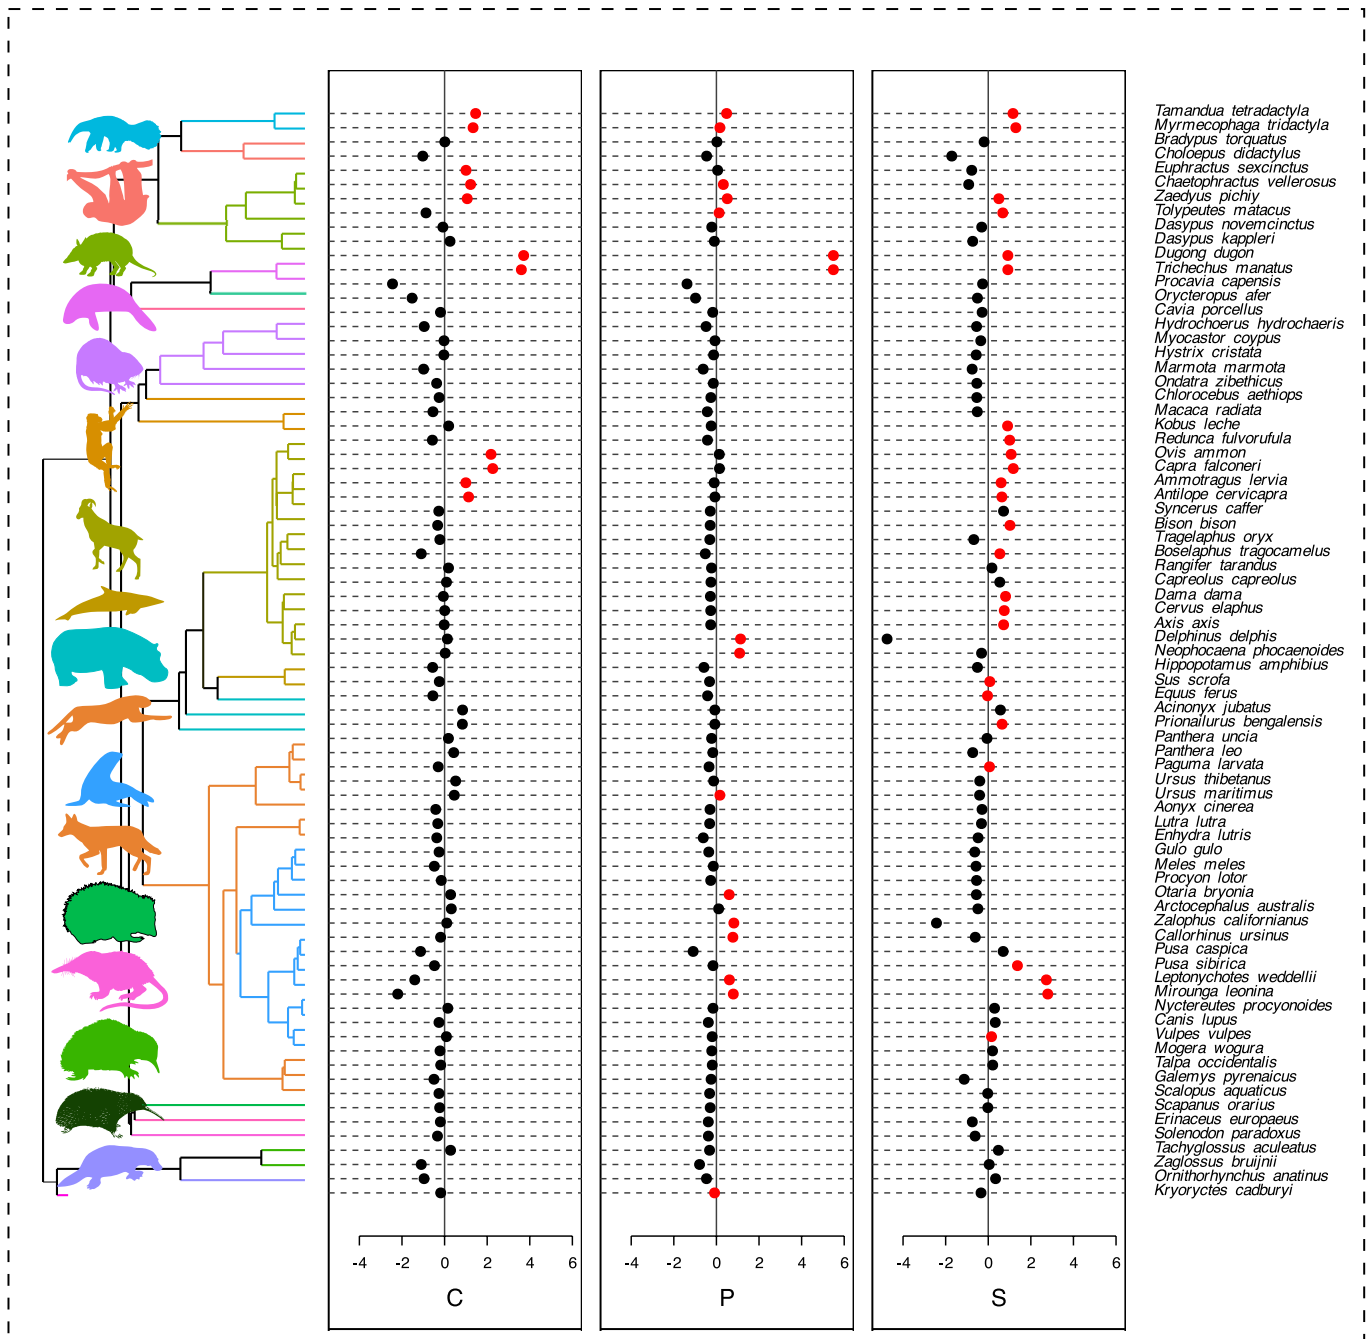 Tamandua tetradactyla
Myrmecophaga tridactyla
Bradypus torquatus
Choloepus didactylus
Euphractus sexcinctus
Chaetophractus vellerosus
Zaedyus pichiy
Tolypeutes matacus
Dasypus novemcinctus
Dasypus kappleri
Dugong dugon
Trichechus manatus
Procavia capensis
Orycteropus afer
Cavia porcellus
Hydrochoerus hydrochaeris
Myocastor coypus
Hystrix cristata
Marmota marmota
Ondatra zibethicus
Chlorocebus aethiops
Macaca radiata
Kobus leche
Redunca fulvorufula
Ovis ammon
Capra falconeri
Ammotragus lervia
Antilope cervicapra
Syncerus caffer
Bison bison
Tragelaphus oryx
Boselaphus tragocamelus
Rangifer tarandus
Capreolus capreolus
Dama dama
Cervus elaphus
Axis axis
Delphinus delphis
Neophocaena phocaenoides
Hippopotamus amphibius
Sus scrofa
Equus ferus
Acinonyx jubatus
Prionailurus bengalensis
Panthera uncia
Panthera leo
Paguma larvata
Ursus thibetanus
Ursus maritimus
Aonyx cinerea
Lutra lutra
Enhydra lutris
Gulo gulo
Meles meles
Procyon lotor
Otaria bryonia
Arctocephalus australis
Zalophus californianus
Callorhinus ursinus
Pusa caspica
Pusa sibirica
Leptonychotes weddellii
Mirounga leonina
Nyctereutes procyonoides
Canis lupus
Vulpes vulpes
Mogera wogura
Talpa occidentalis
Galemys pyrenaicus
Scalopus aquaticus
Scapanus orarius
Erinaceus europaeus
Solenodon paradoxus
Tachyglossus aculeatus
Zaglossus bruijnii
Ornithorhynchus anatinus
Kryoryctes cadburyi
-4 -2 0 2 4 6 -4 -2 0 2 4 6 -4 -2 0 2 4 6
C P S